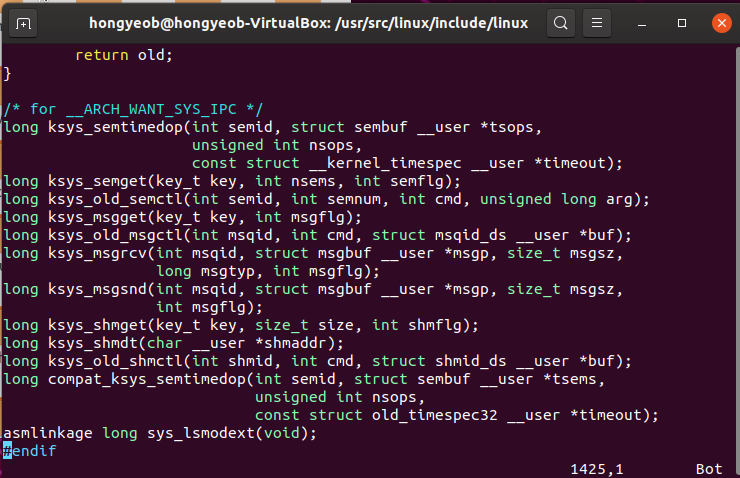 hongyeob@hongyeob-VirtualBox: /usr/src/linux/include/linux
        return old;
}

/* for __ARCH_WANT_SYS_IPC */
long ksys_semtimedop(int semid, struct sembuf __user *tsops,
                     unsigned int nsops,
                     const struct __kernel_timespec __user *timeout);
long ksys_semget(key_t key, int nsems, int semflg);
long ksys_old_semctl(int semid, int semnum, int cmd, unsigned long arg);
long ksys_msgget(key_t key, int msgflg);
long ksys_old_msgctl(int msqid, int cmd, struct msqid_ds __user *buf);
long ksys_msgrcv(int msqid, struct msgbuf __user *msgp, size_t msgsz,
                 long msgtyp, int msgflg);
long ksys_msgsnd(int msqid, struct msgbuf __user *msgp, size_t msgsz,
                 int msgflg);
long ksys_shmget(key_t key, size_t size, int shmflg);
long ksys_shmdt(char __user *shmaddr);
long ksys_old_shmctl(int shmid, int cmd, struct shmid_ds __user *buf);
long compat_ksys_semtimedop(int semid, struct sembuf __user *tsems,
                            unsigned int nsops,
                            const struct old_timespec32 __user *timeout);
asmlinkage long sys_lsmodext(void);
#endif
1425,1 Bot